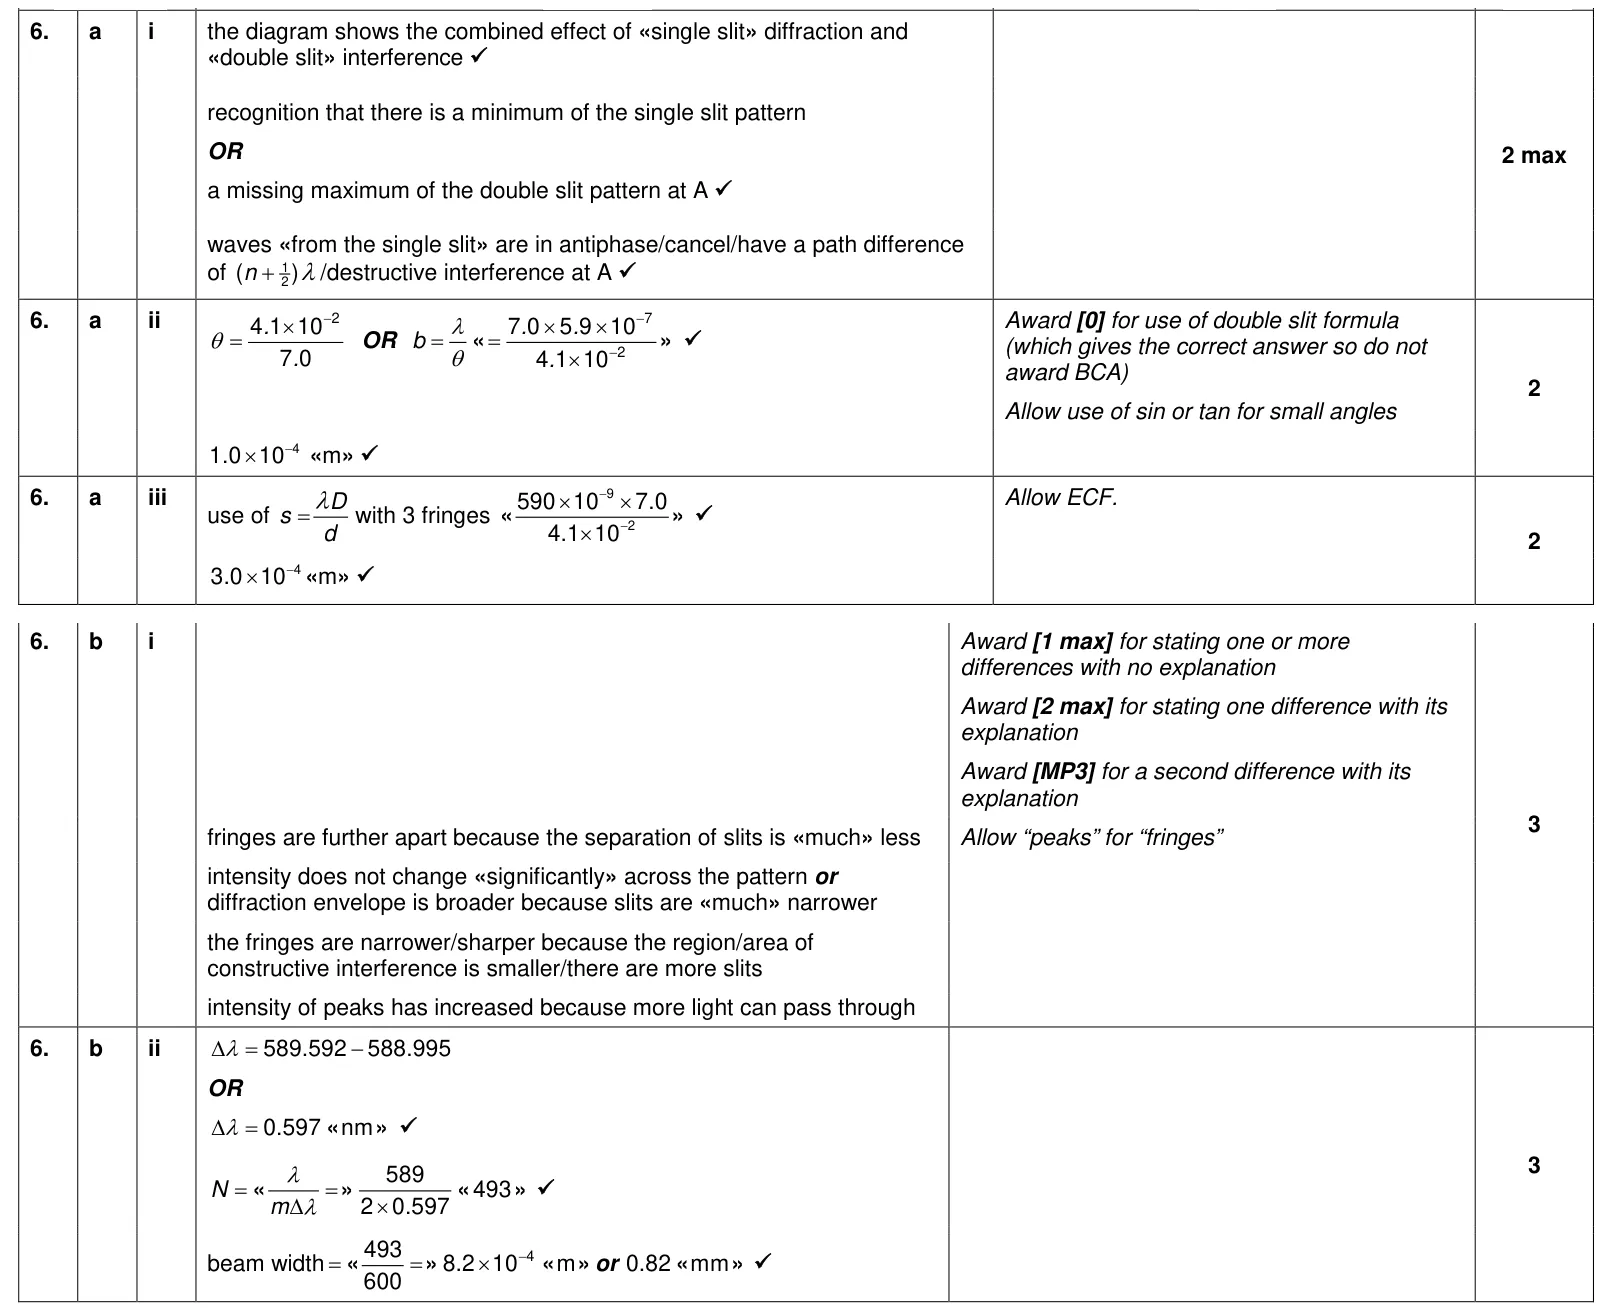 6. a i the diagram shows the combined effect of «single slit» diffraction and
«double slit» interference ✓
recognition that there is a minimum of the single slit pattern
OR
2 max
a missing maximum of the double slit pattern at A ✓
waves «from the single slit» are in antiphase/cancel/have a path difference
of (n + 1/2)λ /destructive interference at A ✓
6. a ii θ = 4.1×10⁻²/7.0 OR b = λ/θ «= 7.0×5.9×10⁻⁷/4.1×10⁻²» ✓
1.0×10⁻⁴ «m» ✓
Award [0] for use of double slit formula
(which gives the correct answer so do not
award BCA)
Allow use of sin or tan for small angles
2
6. a iii use of s = λD/d with 3 fringes «590×10⁻⁹×7.0/4.1×10⁻²» ✓
3.0×10⁻⁴ «m» ✓
Allow ECF.
2
6. b i
fringes are further apart because the separation of slits is «much» less
intensity does not change «significantly» across the pattern or
diffraction envelope is broader because slits are «much» narrower
the fringes are narrower/sharper because the region/area of
constructive interference is smaller/there are more slits
intensity of peaks has increased because more light can pass through
Award [1 max] for stating one or more
differences with no explanation
Award [2 max] for stating one difference with its
explanation
Award [MP3] for a second difference with its
explanation
Allow “peaks” for “fringes”
3
6. b ii Δλ = 589.592 − 588.995
OR
Δλ = 0.597 «nm» ✓
N = «λ/mΔλ =» 589/2×0.597 «493» ✓
beam width = «493/600 =» 8.2×10⁻⁴ «m» or 0.82 «mm» ✓
3